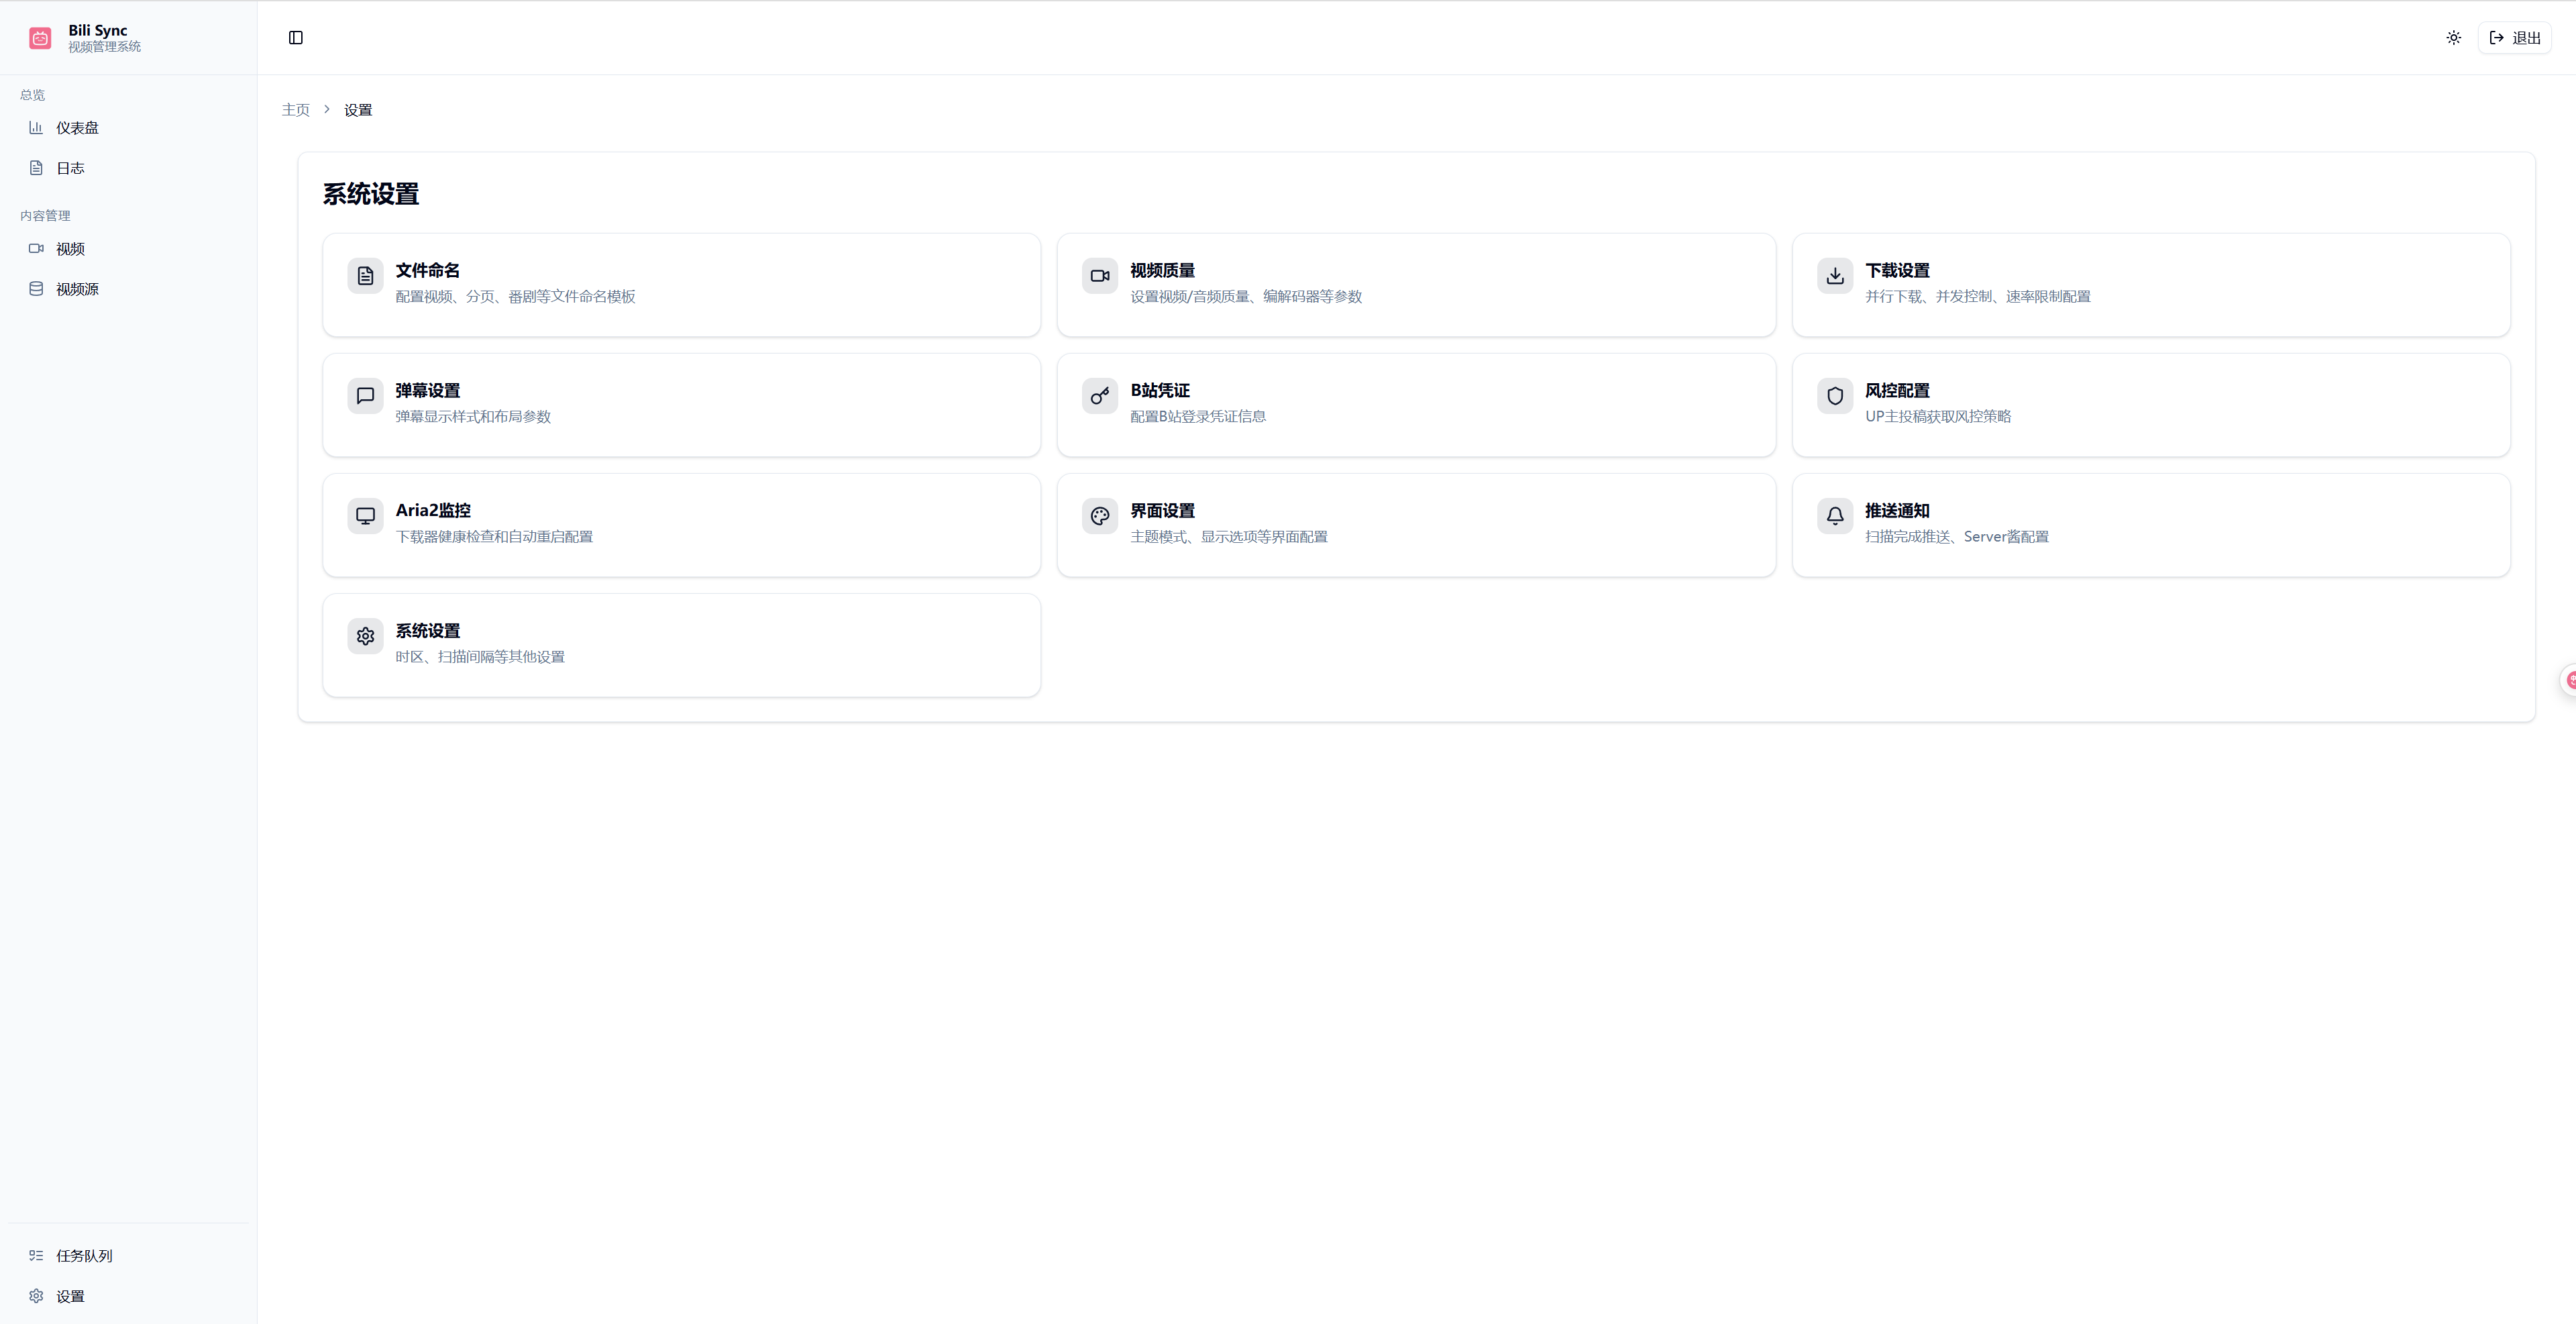 Bili Sync
视频管理系统
退出
总览
仪表盘
日志
内容管理
视频
视频源
任务队列
设置
主页
设置
系统设置
文件命名
配置视频、分页、番剧等文件命名模板
视频质量
设置视频/音频质量、编解码器等参数
下载设置
并行下载、并发控制、速率限制配置
弹幕设置
弹幕显示样式和布局参数
B站凭证
配置B站登录凭证信息
风控配置
UP主投稿获取风控策略
Aria2监控
下载器健康检查和自动重启配置
界面设置
主题模式、显示选项等界面配置
推送通知
扫描完成推送、Server酱配置
系统设置
时区、扫描间隔等其他设置